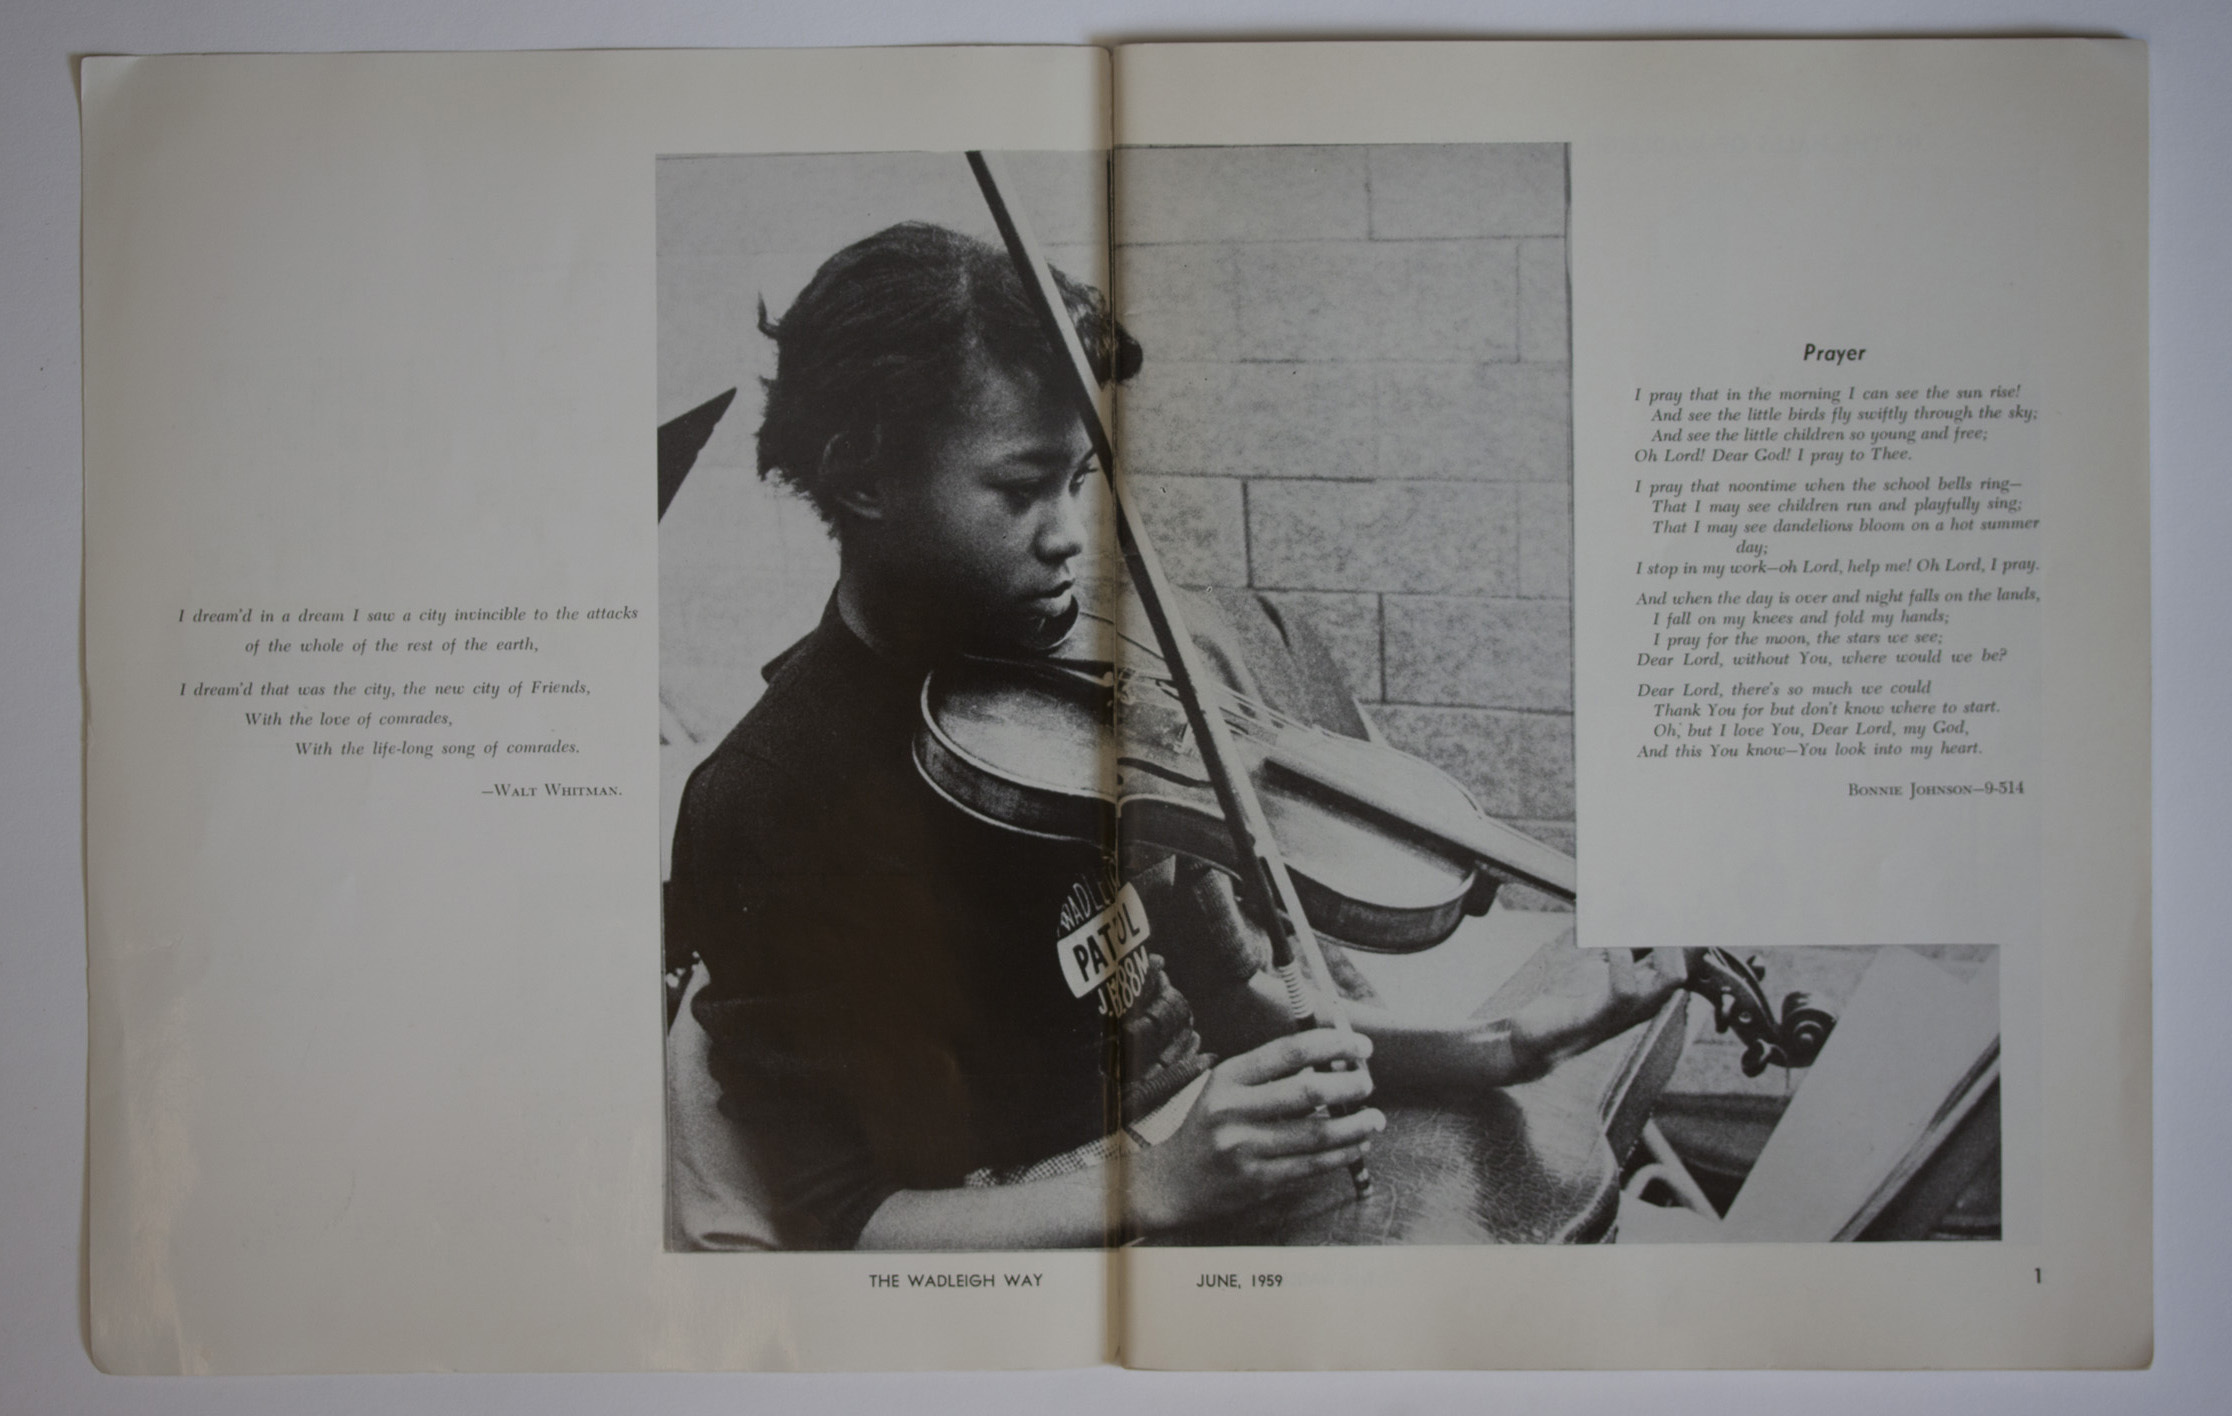 I dream'd in a dream I saw a city invincible to the attacks
of the whole of the rest of the earth,
I dream'd that was the city, the new city of Friends,
With the love of comrades,
With the life-long song of comrades.
—WALT WHITMAN.
WADLEI
PATOL
J.H.88M
Prayer
I pray that in the morning I can see the sun rise!
And see the little birds fly swiftly through the sky;
And see the little children so young and free;
Oh Lord! Dear God! I pray to Thee.
I pray that noontime when the school bells ring—
That I may see children run and playfully sing;
That I may see dandelions bloom on a hot summer
day;
I stop in my work—oh Lord, help me! Oh Lord, I pray.
And when the day is over and night falls on the lands,
I fall on my knees and fold my hands;
I pray for the moon, the stars we see;
Dear Lord, without You, where would we be?
Dear Lord, there's so much we could
Thank You for but don't know where to start.
Oh, but I love You, Dear Lord, my God,
And this You know—You look into my heart.
BONNIE JOHNSON—9-514
THE WADLEIGH WAY
JUNE, 1959
1